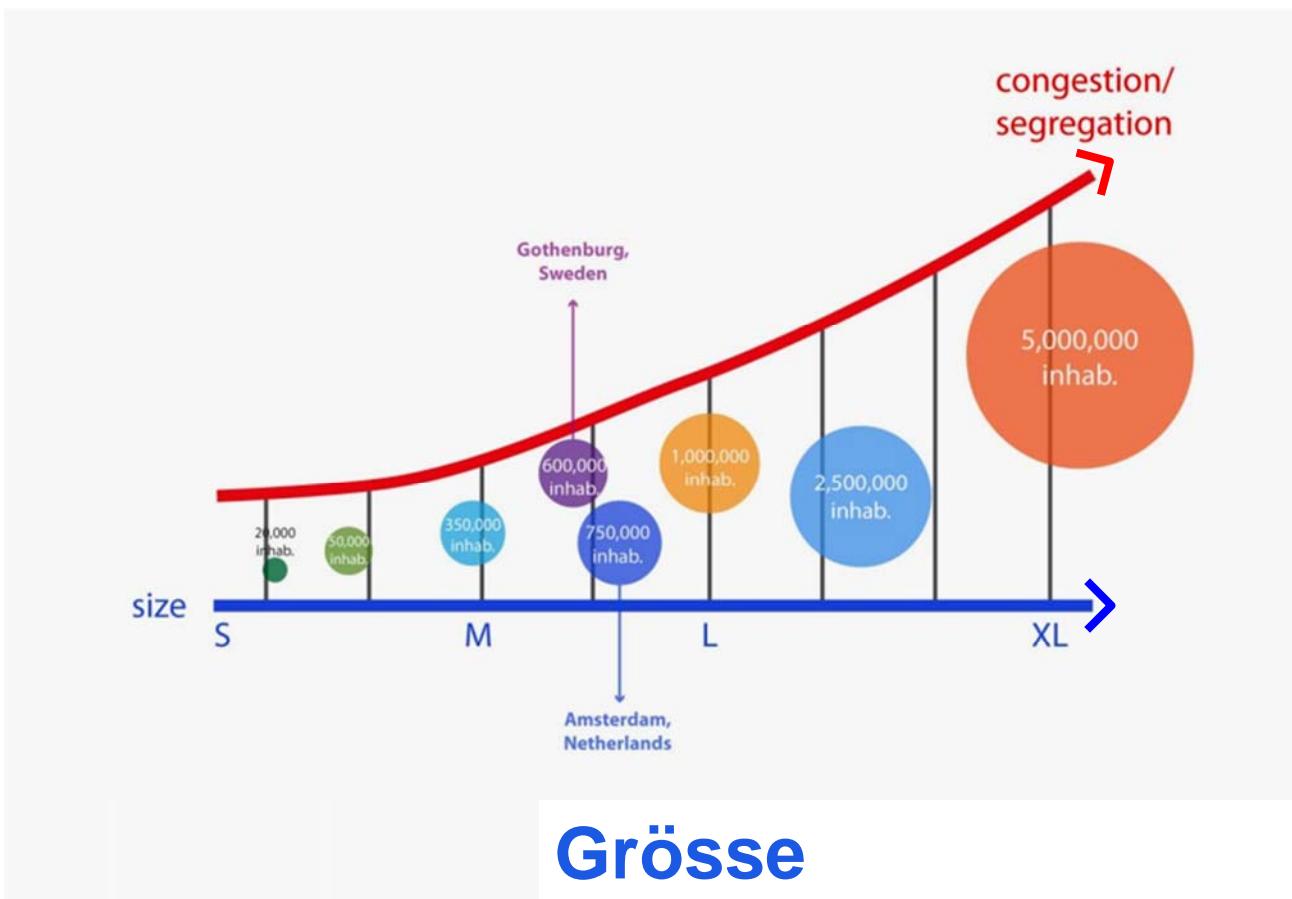 congestion/
segregation
Gothenburg,
Sweden
5,000,000
inhab.
600,000
inhab.
1,000,000
inhab.
2,500,000
inhab.
20,000
inhab.
50,000
inhab.
350,000
inhab.
750,000
inhab.
size
S
M
L
XL
Amsterdam,
Netherlands
Grösse